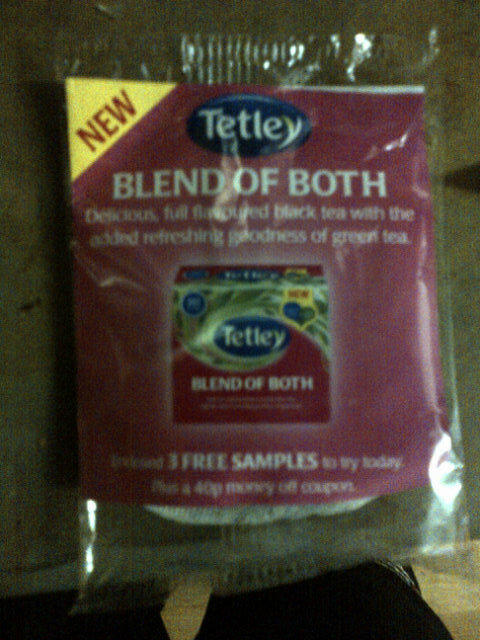 NEW
Tetley
BLEND OF BOTH
Delicious, full flavoured black tea with the
added refreshing goodness of green tea.
Tetley
NEW
Tetley
BLEND OF BOTH
3 FREE SAMPLES to try today.
Plus a 40p money off coupon.